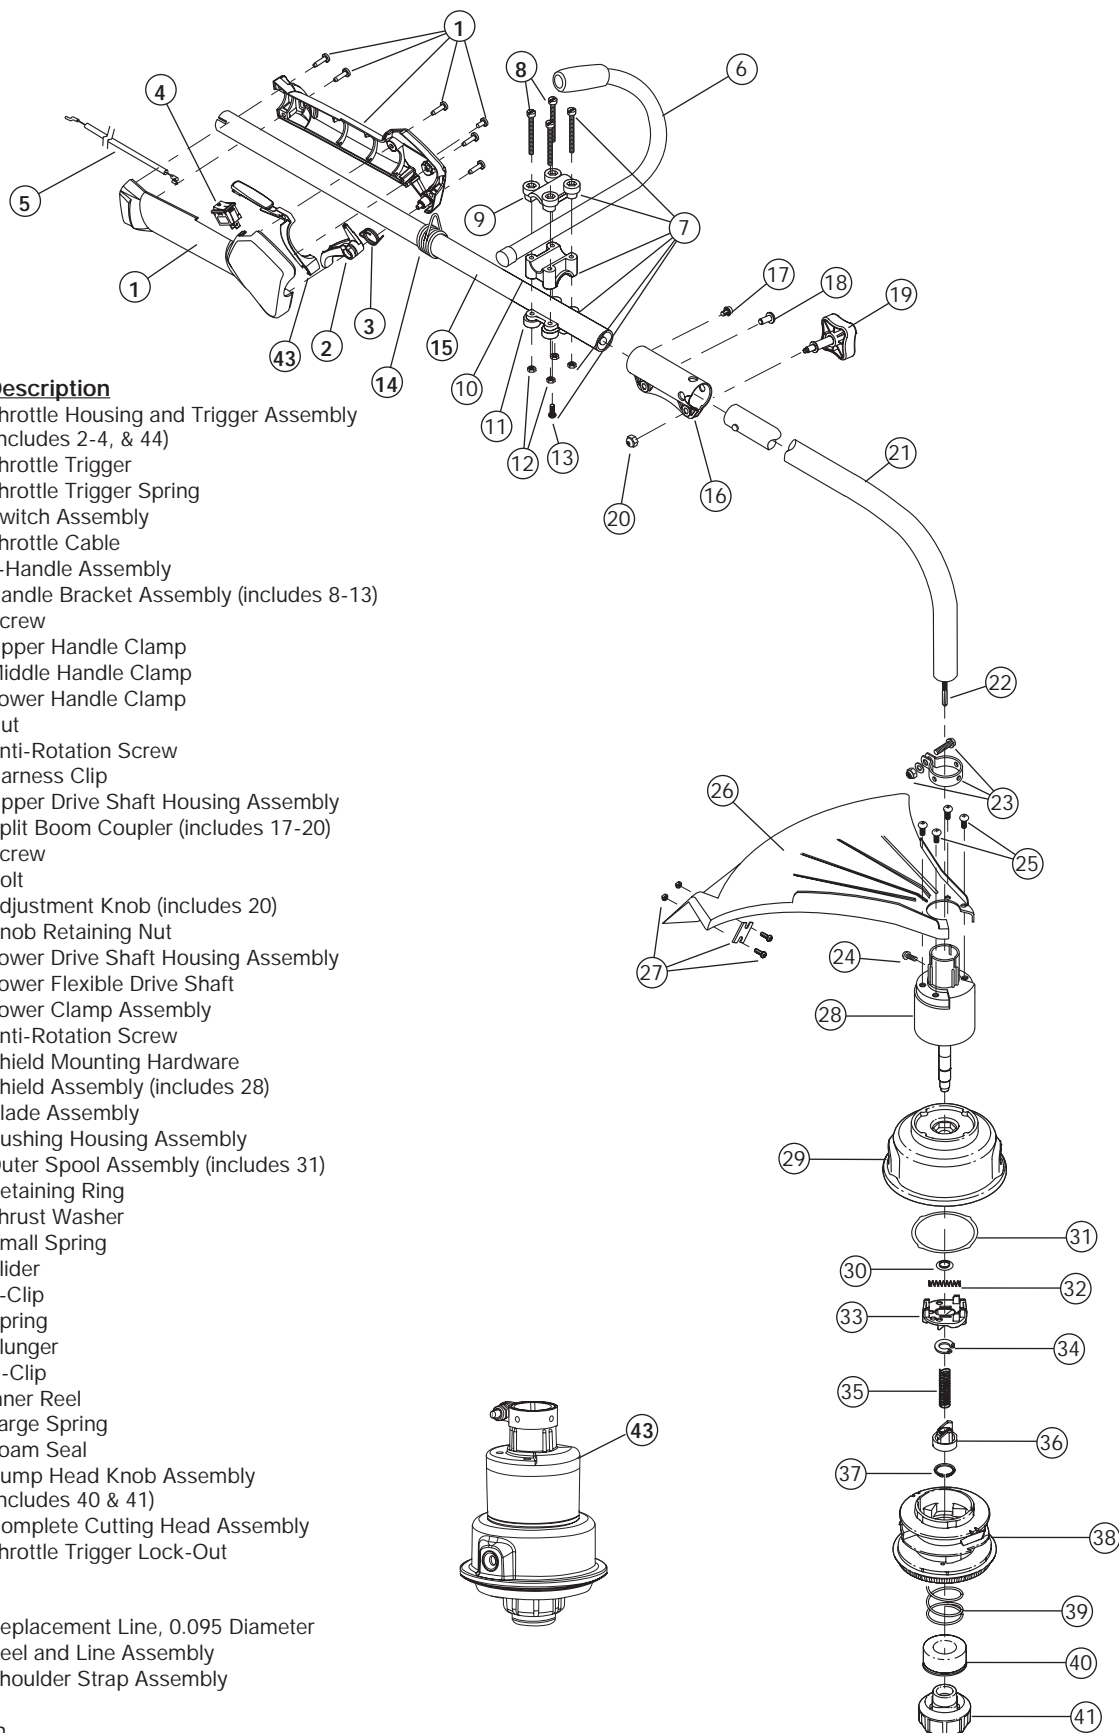 1
8
6
4
5
9
7
1
2
3
43
14
15
10
11
12
13
17
18
19
20
16
21
22
23
26
25
27
24
28
29
31
30
32
33
34
35
36
37
38
39
40
41
43
escription
hrottle Housing and Trigger Assembly
ncludes 2-4, & 44)
hrottle Trigger
hrottle Trigger Spring
witch Assembly
hrottle Cable
-Handle Assembly
andle Bracket Assembly (includes 8-13)
crew
pper Handle Clamp
iddle Handle Clamp
ower Handle Clamp
ut
nti-Rotation Screw
arness Clip
pper Drive Shaft Housing Assembly
plit Boom Coupler (includes 17-20)
crew
olt
djustment Knob (includes 20)
nob Retaining Nut
ower Drive Shaft Housing Assembly
ower Flexible Drive Shaft
ower Clamp Assembly
nti-Rotation Screw
hield Mounting Hardware
hield Assembly (includes 28)
lade Assembly
ushing Housing Assembly
uter Spool Assembly (includes 31)
etaining Ring
hrust Washer
mall Spring
lider
-Clip
pring
lunger
-Clip
nner Reel
arge Spring
oam Seal
ump Head Knob Assembly
ncludes 40 & 41)
omplete Cutting Head Assembly
hrottle Trigger Lock-Out
eplacement Line, 0.095 Diameter
eel and Line Assembly
houlder Strap Assembly